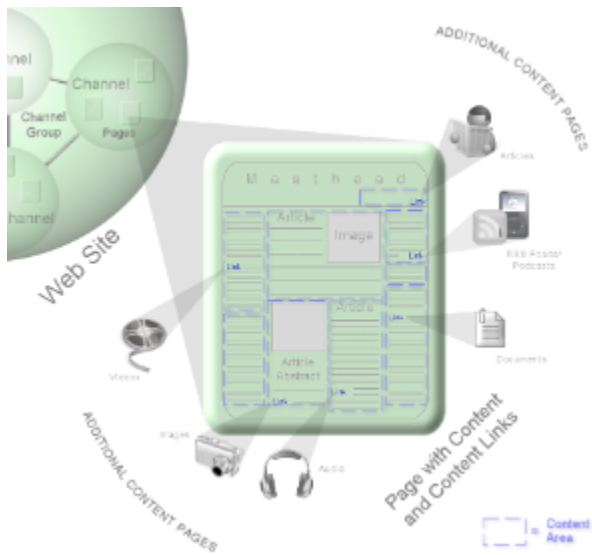 nnel
Channel
Channel
Group
Pages
hannel
Web Site
ADDITIONAL CONTENT PAGES
Articles
Link
Article
Image
Link
RSS Reader
Podcasts
Link
Article
Link
Documents
Videos
Article
Abstract
Link
Link
Images
Audio
ADDITIONAL CONTENT PAGES
Page with Content
and Content Links
= Content
Area